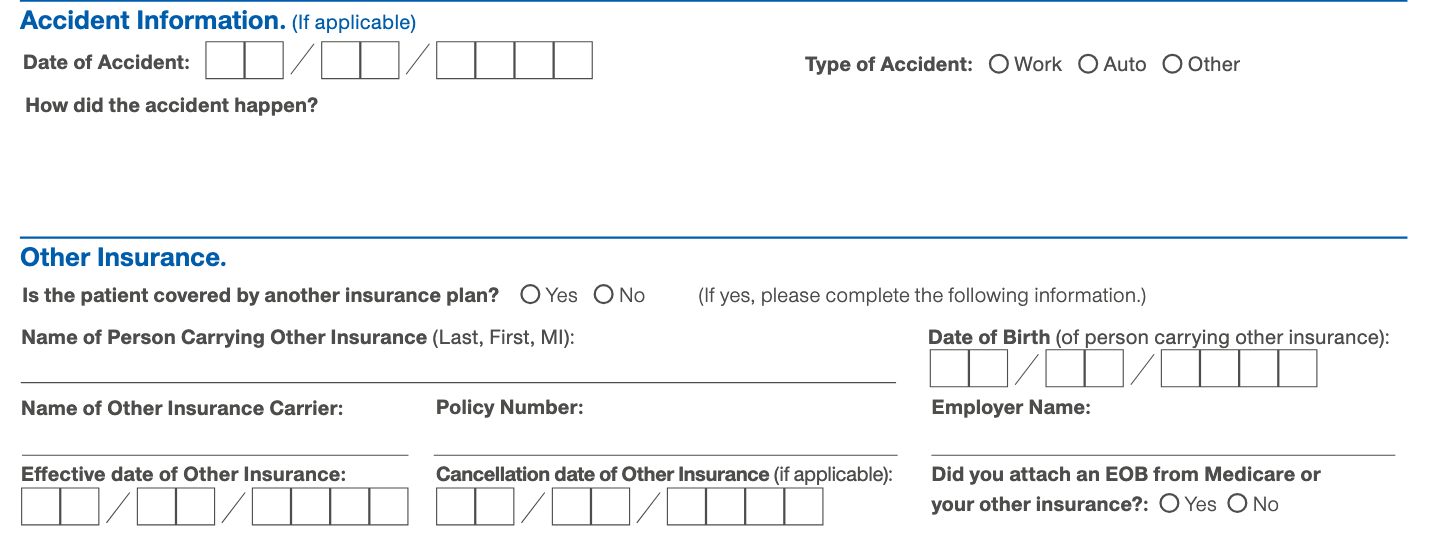 Accident Information. (If applicable)
Date of Accident: / / Type of Accident: Work Auto Other
How did the accident happen?
Other Insurance.
Is the patient covered by another insurance plan? Yes No (If yes, please complete the following information.)
Name of Person Carrying Other Insurance (Last, First, MI): Date of Birth (of person carrying other insurance):
/ /
Name of Other Insurance Carrier: Policy Number: Employer Name:
Effective date of Other Insurance: Cancellation date of Other Insurance (if applicable): Did you attach an EOB from Medicare or
/ / / / your other insurance?: Yes No